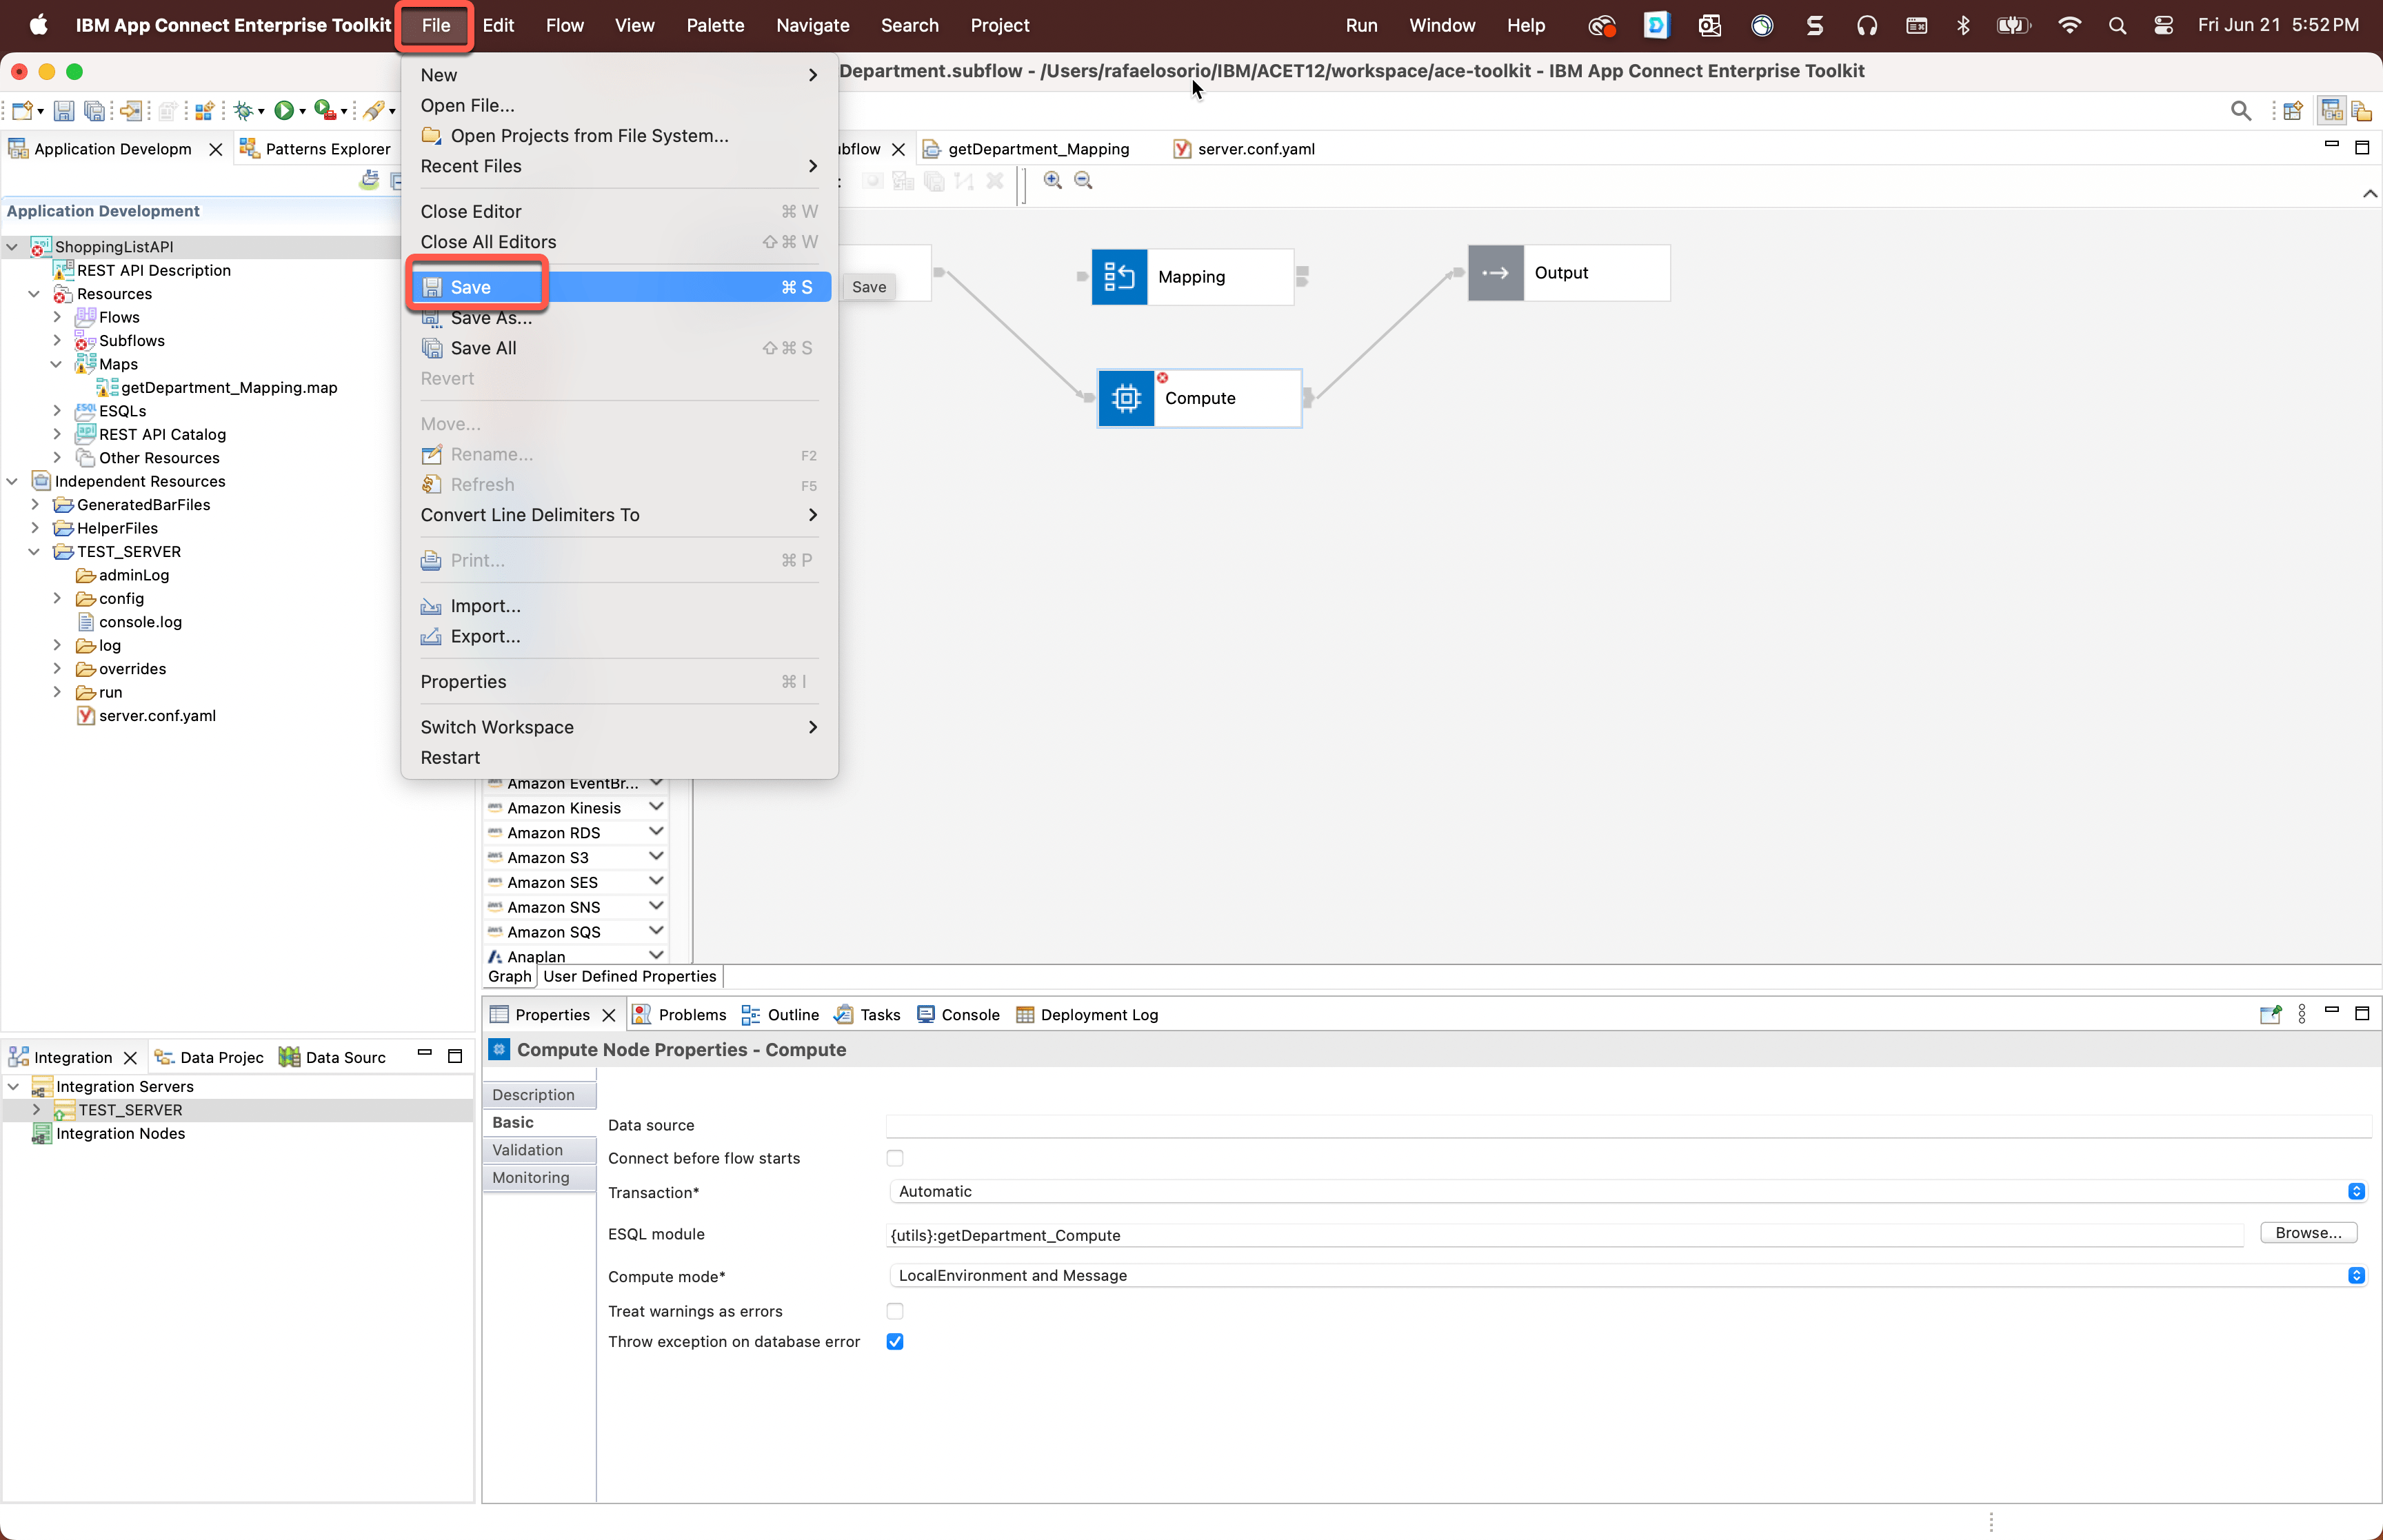 IBM App Connect Enterprise Toolkit File Edit Flow View Palette Navigate Search Project Run Window Help Fri Jun 21 5:52 PM
Department.subflow - /Users/rafaelosorio/IBM/ACET12/workspace/ace-toolkit - IBM App Connect Enterprise Toolkit
New
Open File...
Open Projects from File System...
Recent Files
Close Editor ⌘ W
Close All Editors ⇧ ⌘ W
Save ⌘ S
Save As...
Save All ⇧ ⌘ S
Revert
Move...
Rename... F2
Refresh F5
Convert Line Delimiters To
Print... ⌘ P
Import...
Export...
Properties ⌘ I
Switch Workspace
Restart
Save
Application Developm Patterns Explorer
bflow getDepartment_Mapping server.conf.yaml
Application Development
ShoppingListAPI
REST API Description
Resources
Flows
Subflows
Maps
getDepartment_Mapping.map
ESQLs
REST API Catalog
Other Resources
Independent Resources
GeneratedBarFiles
HelperFiles
TEST_SERVER
adminLog
config
console.log
log
overrides
run
server.conf.yaml
Mapping
Compute
Output
Amazon EventBr...
Amazon Kinesis
Amazon RDS
Amazon S3
Amazon SES
Amazon SNS
Amazon SQS
Anaplan
Graph User Defined Properties
Integration Data Projec Data Sourc
Integration Servers
TEST_SERVER
Integration Nodes
Properties Problems Outline Tasks Console Deployment Log
Compute Node Properties - Compute
Description
Basic
Validation
Monitoring
Data source
Connect before flow starts
Transaction* Automatic
ESQL module {utils}:getDepartment_Compute Browse...
Compute mode* LocalEnvironment and Message
Treat warnings as errors
Throw exception on database error